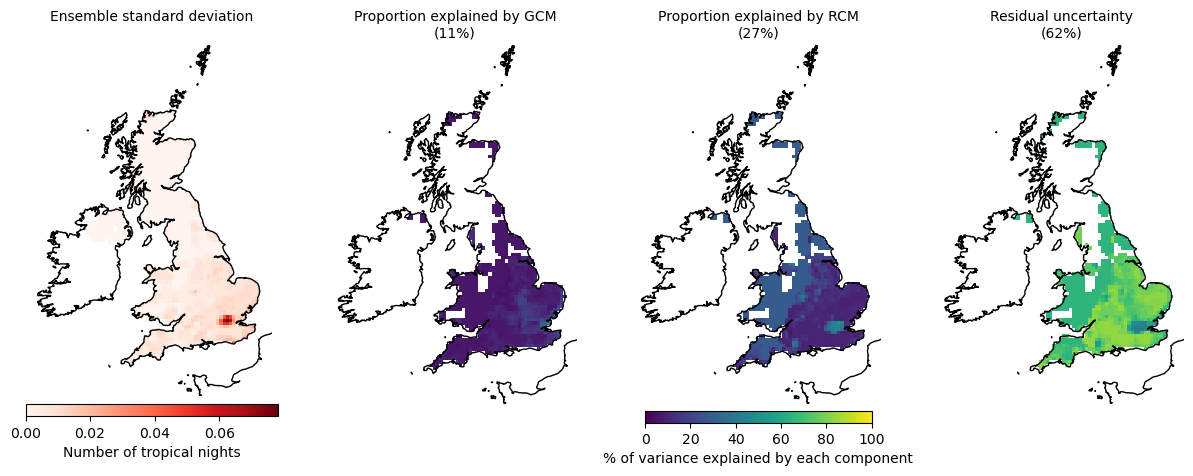 Ensemble standard deviation
Proportion explained by GCM
(11%)
Proportion explained by RCM
(27%)
Residual uncertainty
(62%)
0.00 0.02 0.04 0.06
Number of tropical nights
0 20 40 60 80 100
% of variance explained by each component